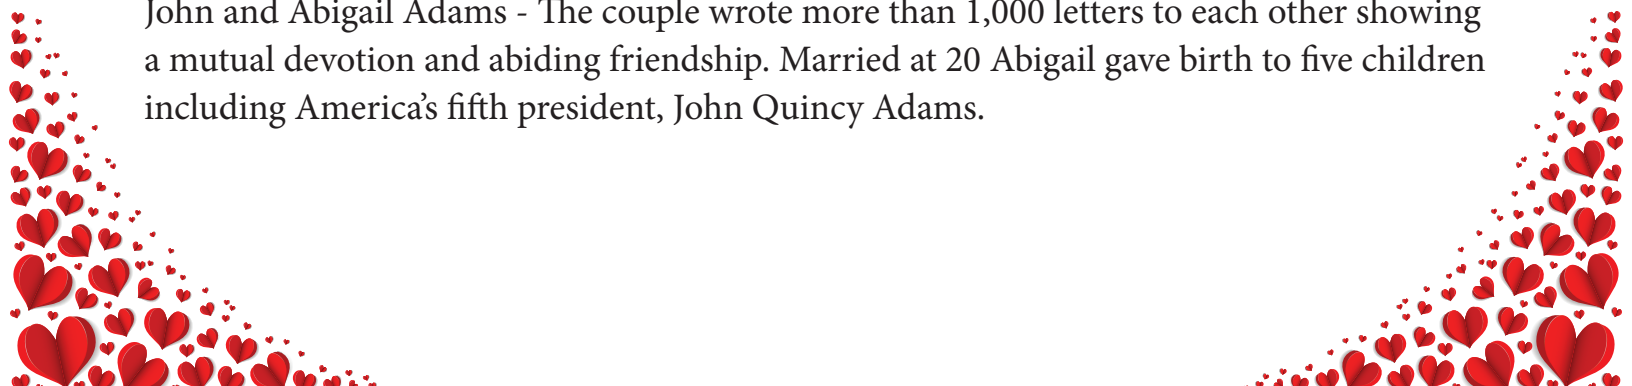 John and Abigail Adams - The couple wrote more than 1,000 letters to each other showing
a mutual devotion and abiding friendship. Married at 20 Abigail gave birth to five children
including America’s fifth president, John Quincy Adams.